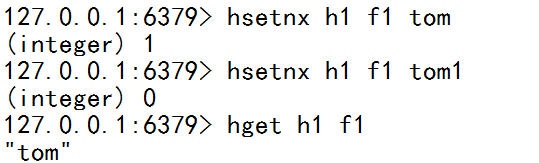 127.0.0.1:6379> hsetnx h1 f1 tom
(integer) 1
127.0.0.1:6379> hsetnx h1 f1 tom1
(integer) 0
127.0.0.1:6379> hget h1 f1
"tom"